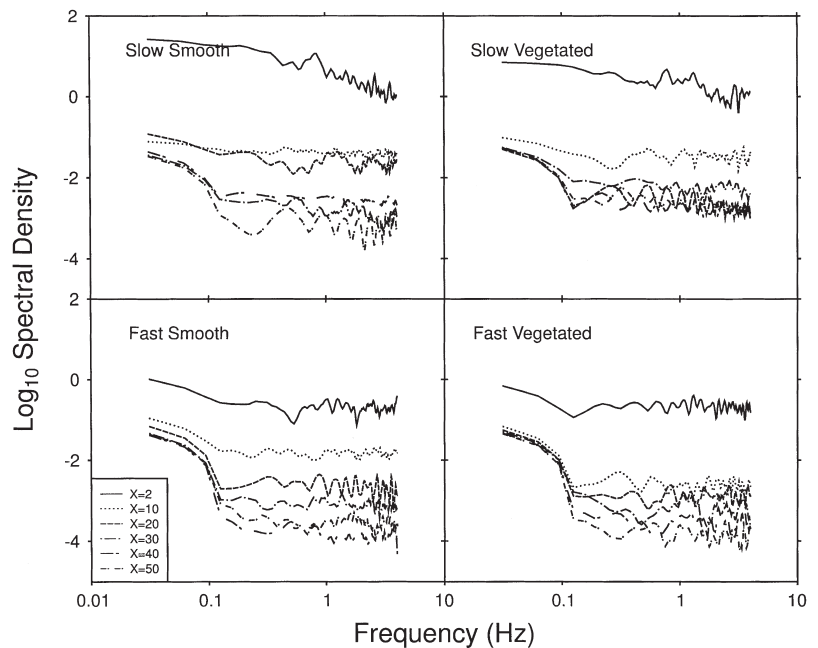 2
Slow Smooth
Slow Vegetated
0
-2
-4
2
Fast Smooth
Fast Vegetated
0
-2
-4
X=2
X=10
X=20
X=30
X=40
X=50
0.01
0.1
1
10
0.1
1
10
Log10 Spectral Density
Frequency (Hz)